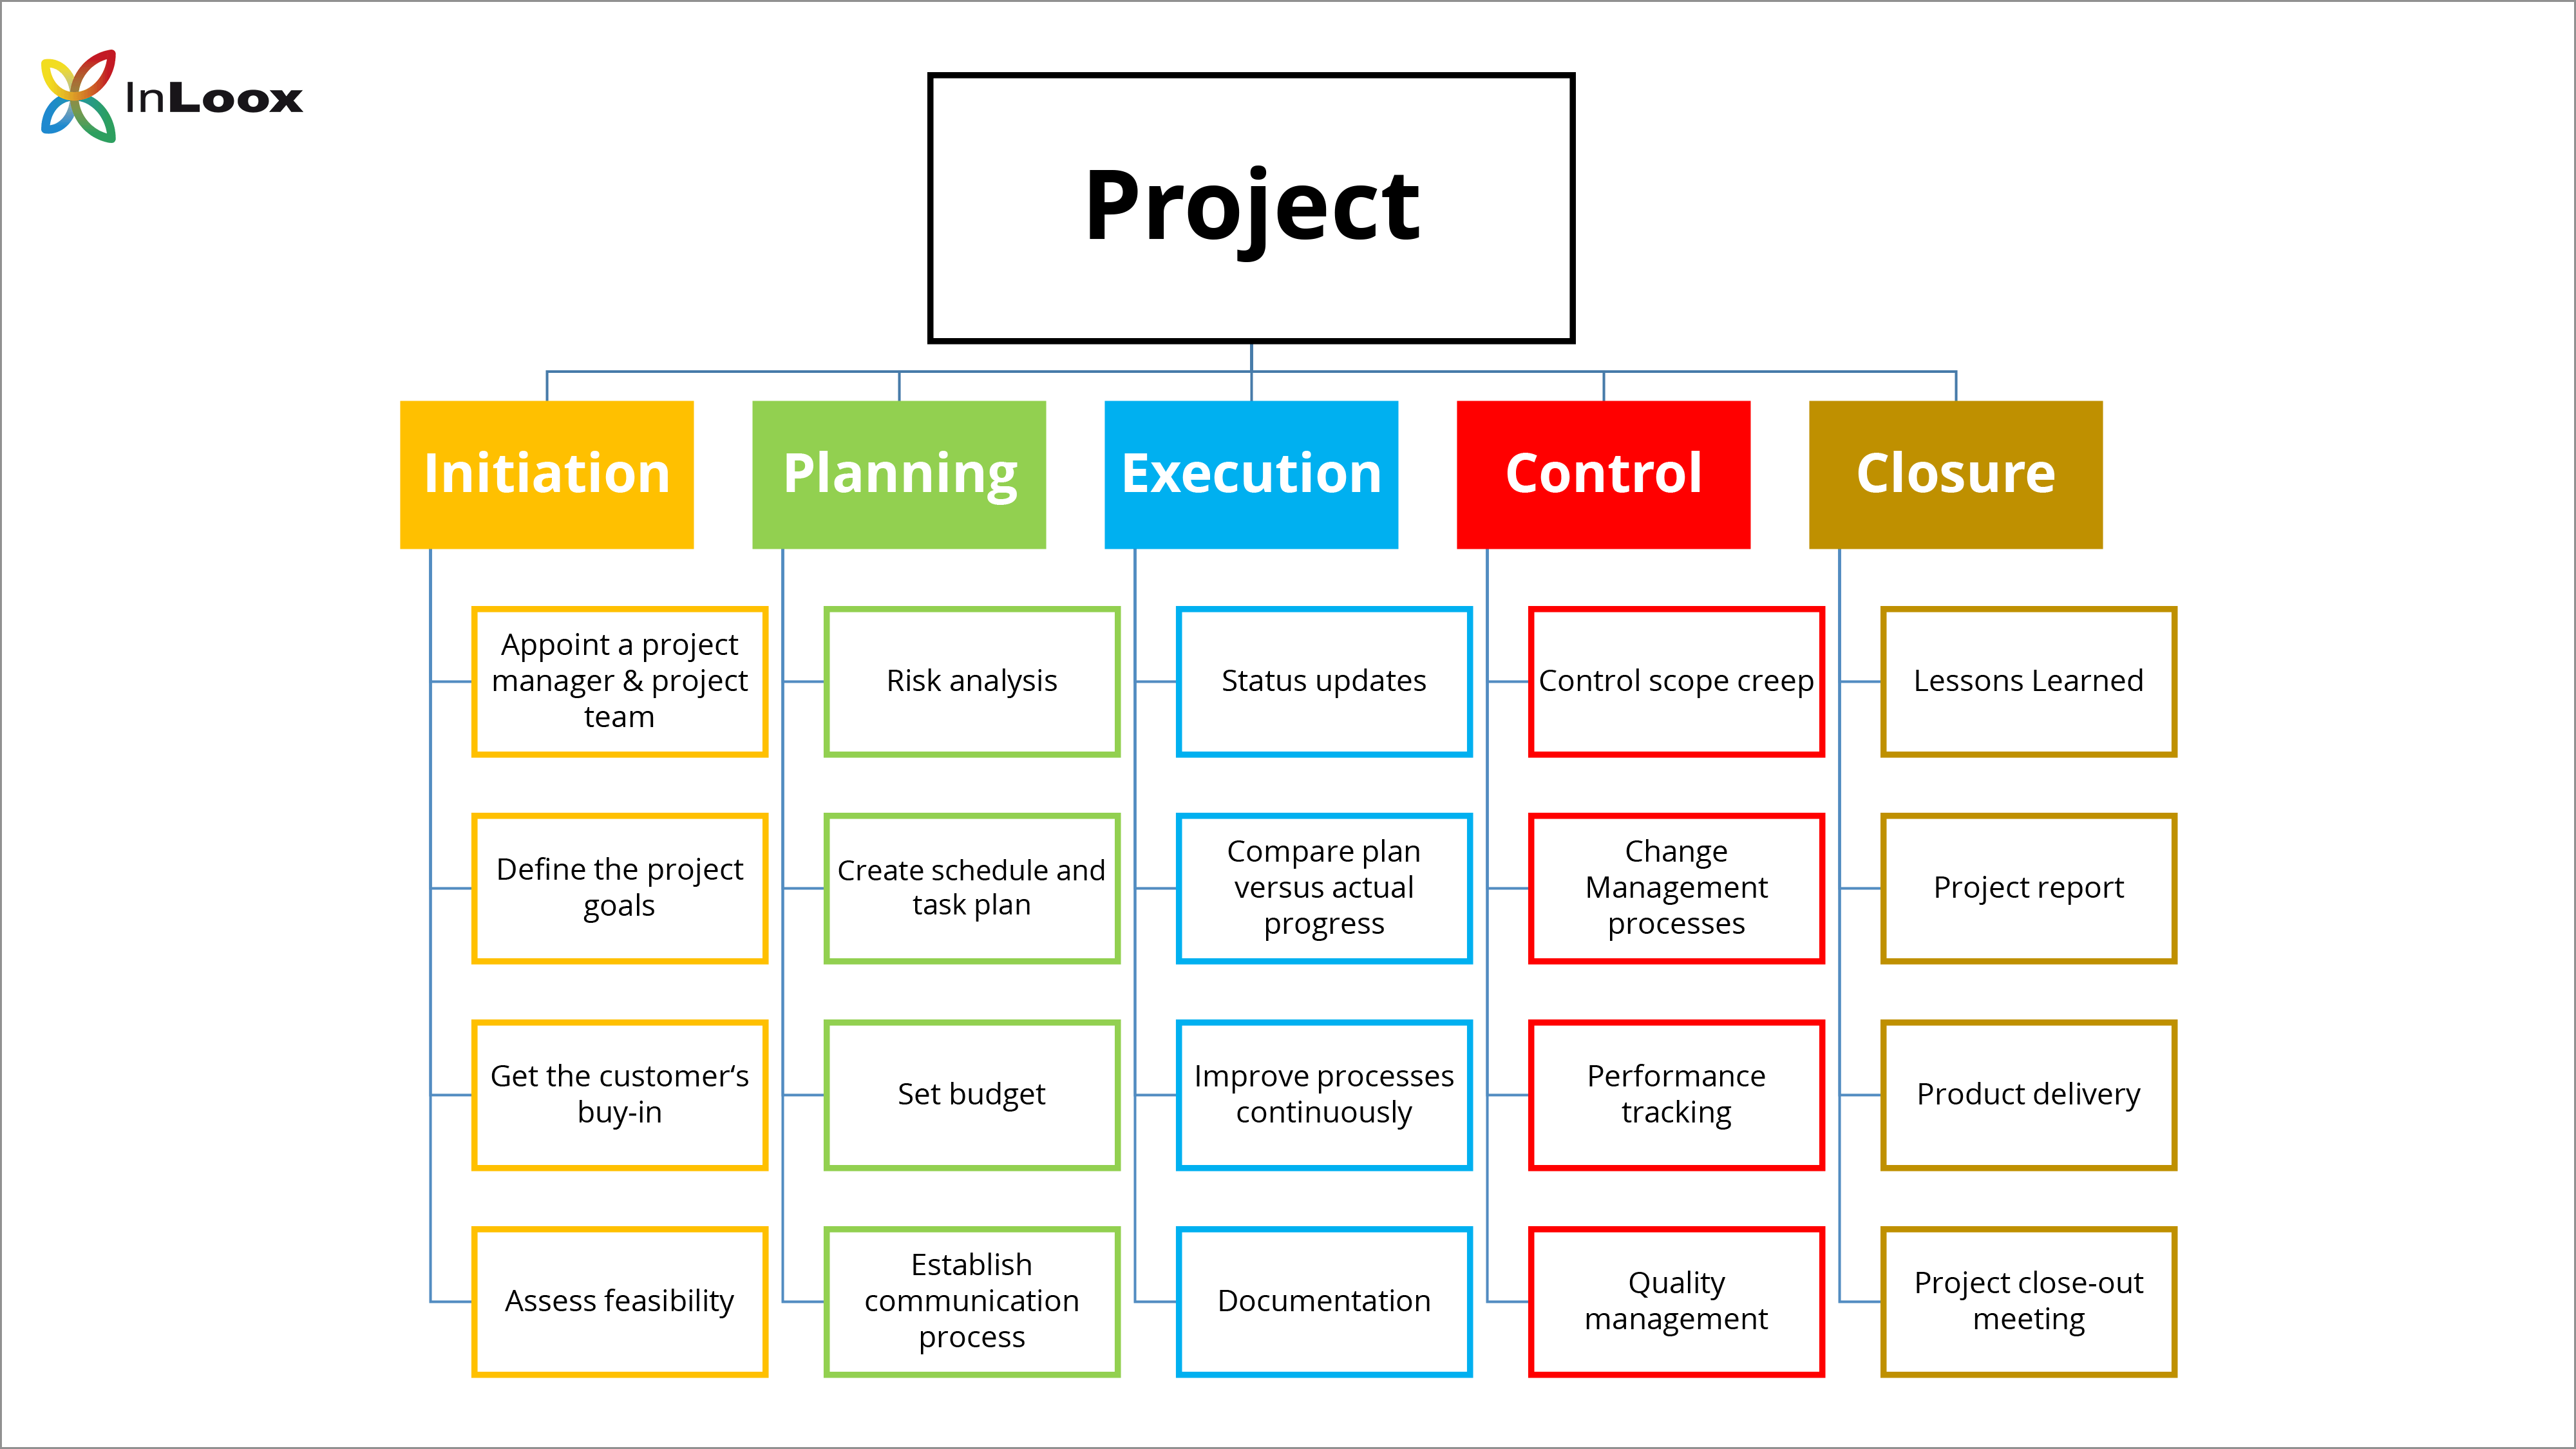 InLoox
Project
Initiation
Planning
Execution
Control
Closure
Appoint a project
manager & project
team
Define the project
goals
Get the customer‘s
buy-in
Assess feasibility
Risk analysis
Create schedule and
task plan
Set budget
Establish
communication
process
Status updates
Compare plan
versus actual
progress
Improve processes
continuously
Documentation
Control scope creep
Change
Management
processes
Performance
tracking
Quality
management
Lessons Learned
Project report
Product delivery
Project close-out
meeting